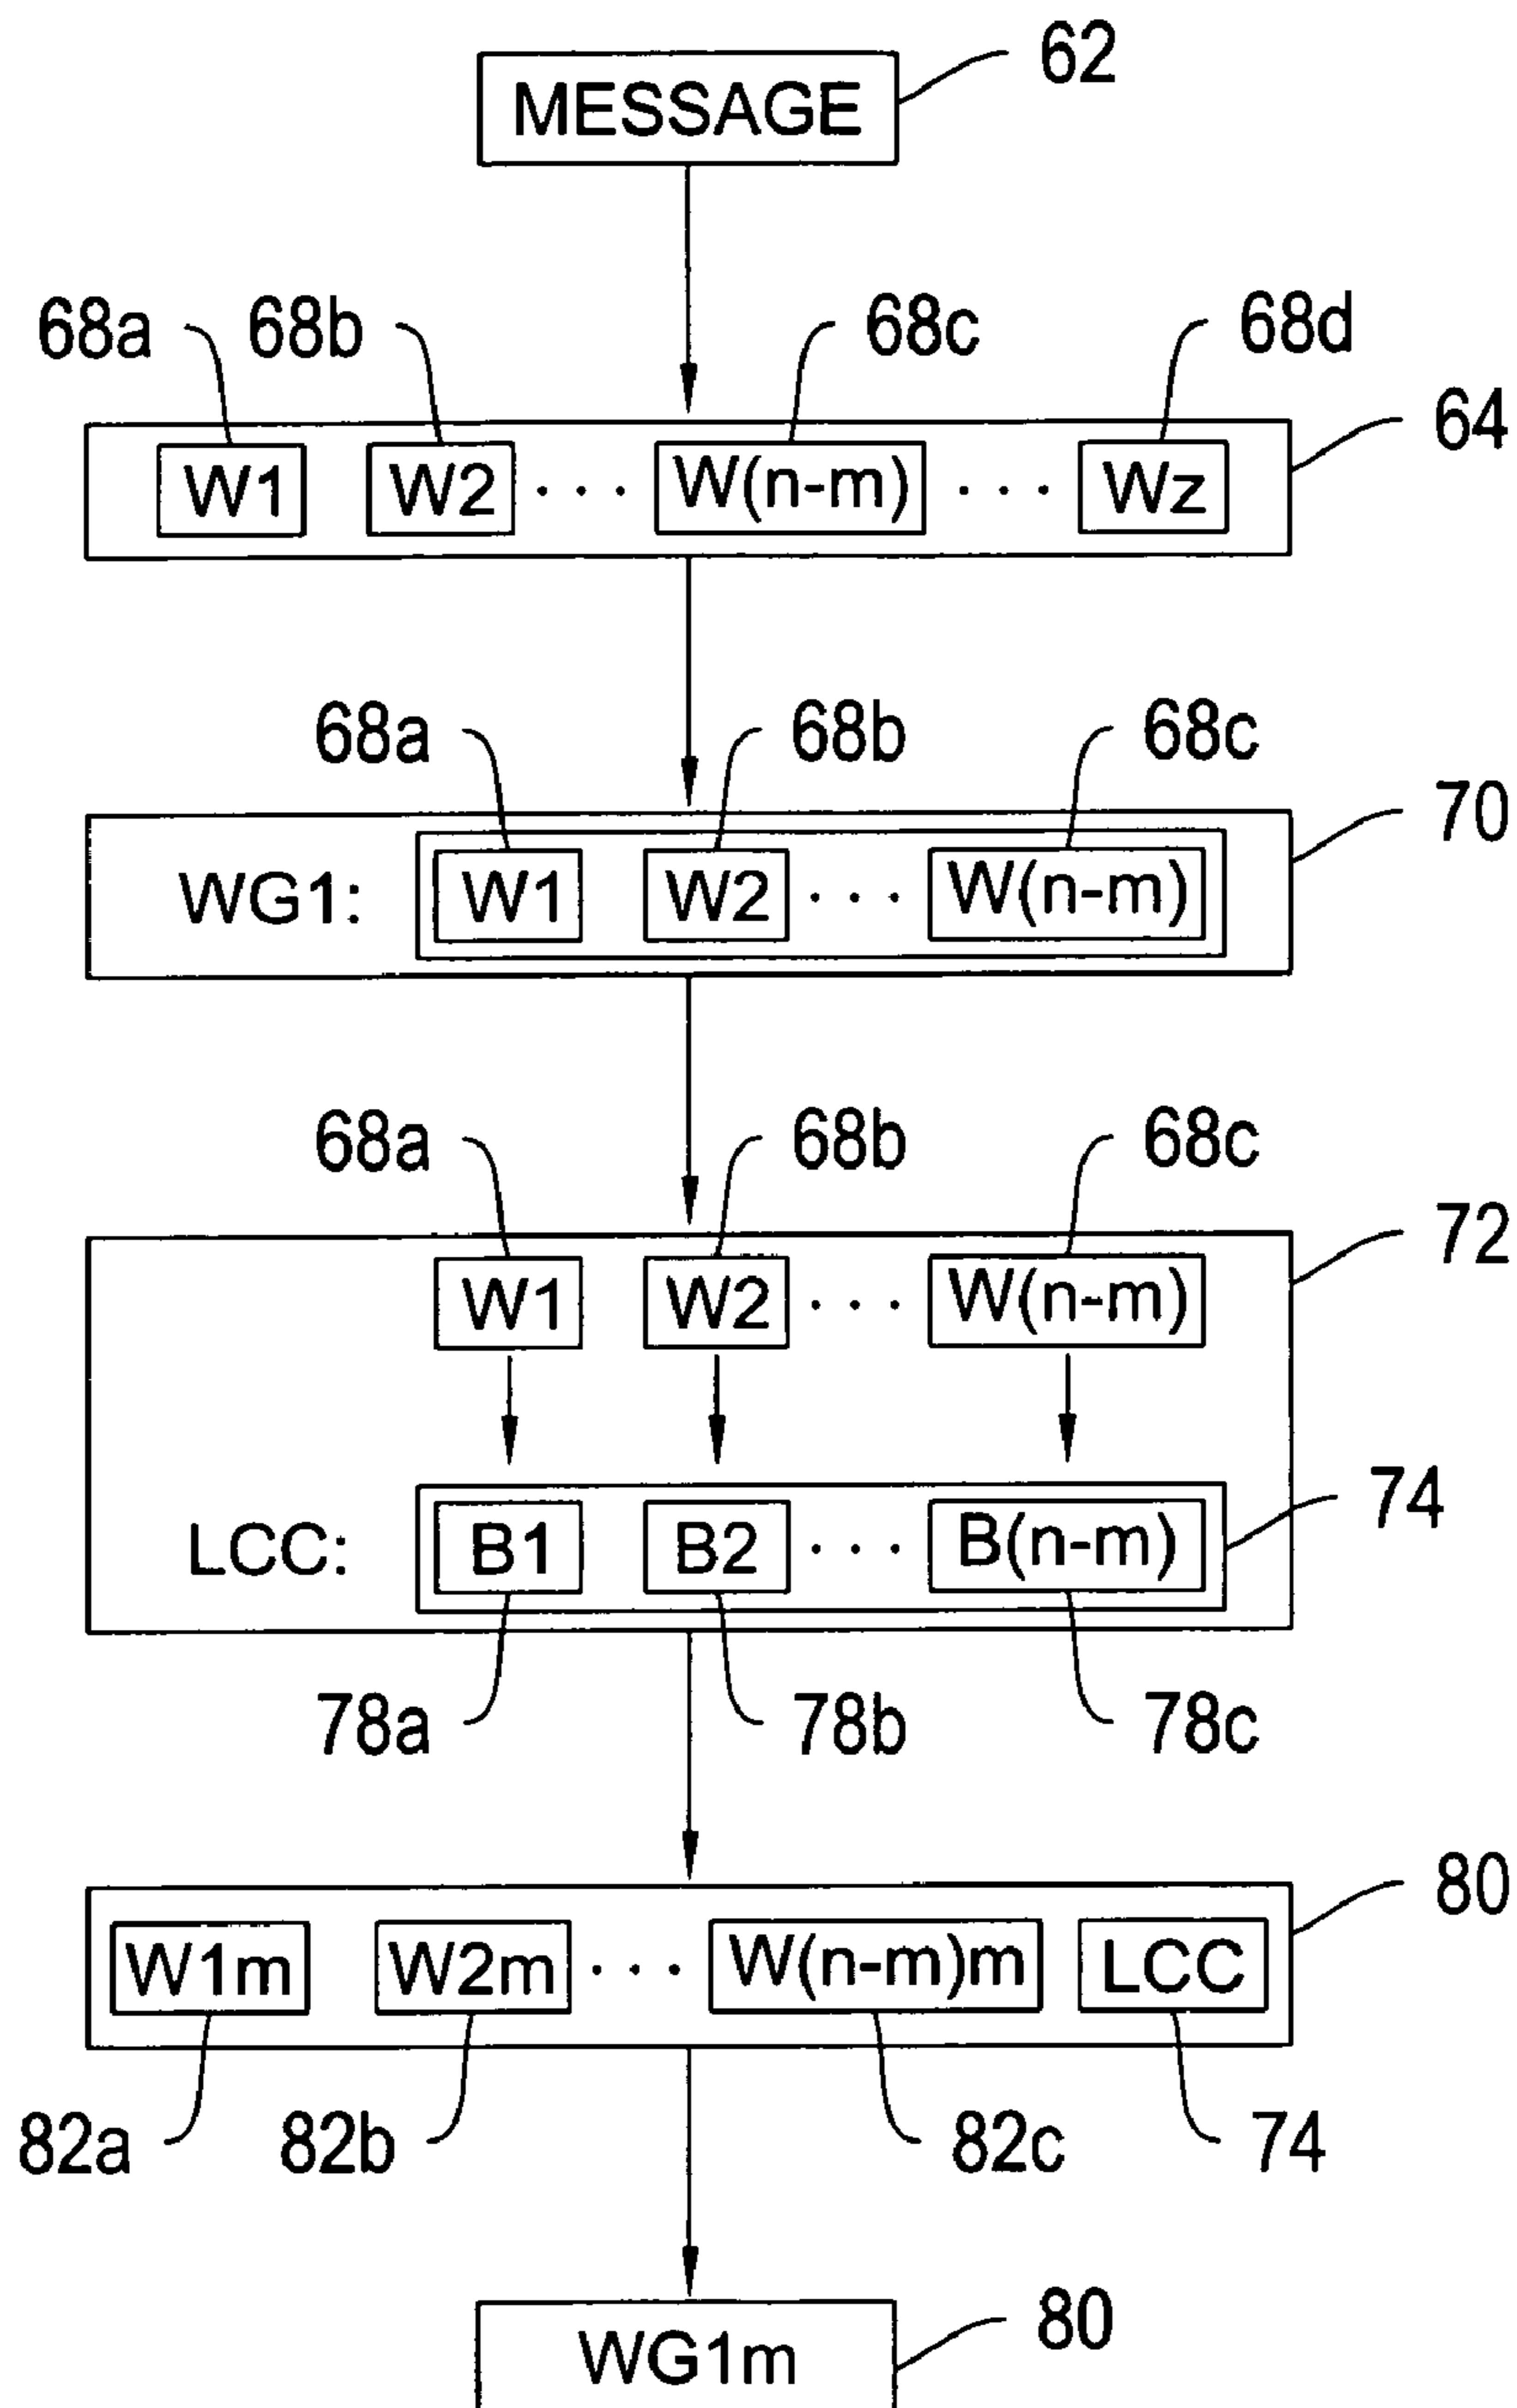 62
MESSAGE
68a 68b 68c 68d
64
W1 W2 ... W(n-m) ... Wz
68a 68b 68c
70
WG1: W1 W2 ... W(n-m)
68a 68b 68c
72
W1 W2 ... W(n-m)
74
LCC: B1 B2 ... B(n-m)
78a 78b 78c
80
W1m W2m ... W(n-m)m LCC
82a 82b 82c 74
80
WG1m